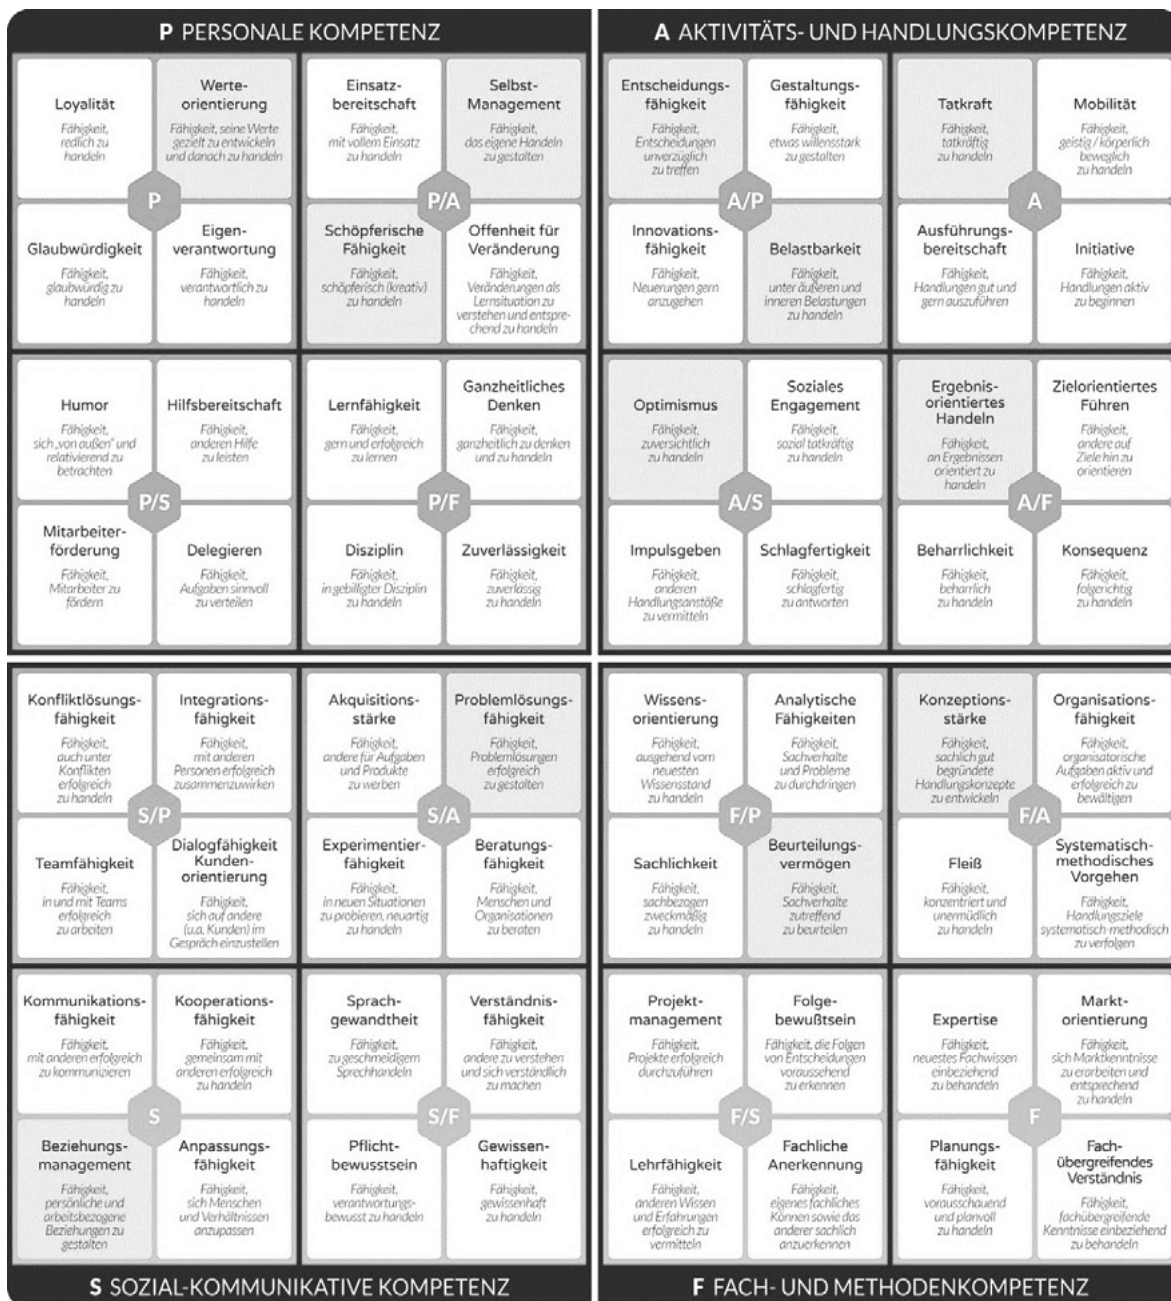 P PERSONALE KOMPETENZ
Loyalität
Fähigkeit,
redlich zu
handeln
Werte-
orientierung
Fähigkeit, seine Werte
gezielt zu entwickeln
und danach zu handeln
P
Glaubwürdigkeit
Fähigkeit,
glaubwürdig zu
handeln
Eigen-
verantwortung
Fähigkeit,
verantwortlich zu
handeln
Einsatz-
bereitschaft
Fähigkeit,
mit vollem Einsatz
zu handeln
Selbst-
Management
Fähigkeit,
das eigene Handeln
zu gestalten
P/A
Schöpferische
Fähigkeit
Fähigkeit,
schöpferisch (kreativ)
zu handeln
Offenheit für
Veränderung
Fähigkeit,
Veränderungen als
Lernsituation zu
verstehen und entspre-
chend zu handeln
Humor
Fähigkeit,
sich „von außen“ und
relativierend zu
betrachten
Hilfsbereitschaft
Fähigkeit,
anderen Hilfe
zu leisten
P/S
Mitarbeiter-
förderung
Fähigkeit,
Mitarbeiter zu
fördern
Delegieren
Fähigkeit,
Aufgaben sinnvoll
zu verteilen
Lernfähigkeit
Fähigkeit,
gern und erfolgreich
zu lernen
Ganzheitliches
Denken
Fähigkeit,
ganzheitlich zu denken
und zu handeln
P/F
Disziplin
Fähigkeit,
in gebilligter Disziplin
zu handeln
Zuverlässigkeit
Fähigkeit,
zuverlässig
zu handeln
A AKTIVITÄTS- UND HANDLUNGSKOMPETENZ
Entscheidungs-
fähigkeit
Fähigkeit,
Entscheidungen
unverzüglich
zu treffen
Gestaltungs-
fähigkeit
Fähigkeit,
etwas willensstark
zu gestalten
A/P
Innovations-
fähigkeit
Fähigkeit,
Neuerungen gern
anzugehen
Belastbarkeit
Fähigkeit,
unter äußeren und
inneren Belastungen
zu handeln
Tatkraft
Fähigkeit,
tatkräftig
zu handeln
Mobilität
Fähigkeit,
geistig / körperlich
beweglich
zu handeln
A
Ausführungs-
bereitschaft
Fähigkeit,
Handlungen gut und
gern auszuführen
Initiative
Fähigkeit,
Handlungen aktiv
zu beginnen
Optimismus
Fähigkeit,
zuversichtlich
zu handeln
Soziales
Engagement
Fähigkeit,
sozial tatkräftig
zu handeln
A/S
Impulsgeben
Fähigkeit,
anderen
Handlungsanstöße
zu vermitteln
Schlagfertigkeit
Fähigkeit,
schlagfertig
zu antworten
Ergebnis-
orientiertes
Handeln
Fähigkeit,
an Ergebnissen
orientiert zu
handeln
Zielorientiertes
Führen
Fähigkeit,
andere auf
Ziele hin zu
orientieren
A/F
Beharrlichkeit
Fähigkeit,
beharrlich
zu handeln
Konsequenz
Fähigkeit,
folgerichtig
zu handeln
Konfliktlösungs-
fähigkeit
Fähigkeit,
auch unter
Konflikten
erfolgreich
zu handeln
Integrations-
fähigkeit
Fähigkeit,
mit anderen
Personen erfolgreich
zusammenzuwirken
S/P
Teamfähigkeit
Fähigkeit,
in und mit Teams
erfolgreich
zu arbeiten
Dialogfähigkeit
Kunden-
orientierung
Fähigkeit,
sich auf andere
(u.a. Kunden) im
Gespräch einzustellen
Akquisitions-
stärke
Fähigkeit,
andere für Aufgaben
und Produkte
zu werben
Problemlösungs-
fähigkeit
Fähigkeit,
Problemlösungen
erfolgreich
zu gestalten
S/A
Experimentier-
fähigkeit
Fähigkeit,
in neuen Situationen
zu probieren, neuartig
zu handeln
Beratungs-
fähigkeit
Fähigkeit,
Menschen und
Organisationen
zu beraten
Kommunikations-
fähigkeit
Fähigkeit,
mit anderen erfolgreich
zu kommunizieren
Kooperations-
fähigkeit
Fähigkeit,
gemeinsam mit
anderen erfolgreich
zu handeln
S
Beziehungs-
management
Fähigkeit,
persönliche und
arbeitsbezogene
Beziehungen zu
gestalten
Anpassungs-
fähigkeit
Fähigkeit,
sich Menschen
und Verhältnissen
anzupassen
Sprach-
gewandtheit
Fähigkeit,
zu geschmeidigem
Sprechhandeln
Verständnis-
fähigkeit
Fähigkeit,
andere zu verstehen
und sich verständlich
zu machen
S/F
Pflicht-
bewusstsein
Fähigkeit,
verantwortungs-
bewusst zu handeln
Gewissen-
haftigkeit
Fähigkeit,
gewissenhaft
zu handeln
S SOZIAL-KOMMUNIKATIVE KOMPETENZ
Wissens-
orientierung
Fähigkeit,
ausgehend vom
neuesten
Wissensstand
zu handeln
Analytische
Fähigkeiten
Fähigkeit,
Sachverhalte
und Probleme
zu durchdringen
F/P
Sachlichkeit
Fähigkeit,
sachbezogen
zweckmäßig
zu handeln
Beurteilungs-
vermögen
Fähigkeit,
Sachverhalte
zutreffend
zu beurteilen
Konzeptions-
stärke
Fähigkeit,
sachlich gut
begründete
Handlungskonzepte
zu entwickeln
Organisations-
fähigkeit
Fähigkeit,
organisatorische
Aufgaben aktiv und
erfolgreich zu
bewältigen
F/A
Fleiß
Fähigkeit,
konzentriert und
unermüdlich
zu handeln
Systematisch-
methodisches
Vorgehen
Fähigkeit,
Handlungsziele
systematisch-methodisch
zu verfolgen
Projekt-
management
Fähigkeit,
Projekte erfolgreich
durchzuführen
Folge-
bewußtsein
Fähigkeit, die Folgen
von Entscheidungen
voraussehend
zu erkennen
F/S
Lehrfähigkeit
Fähigkeit,
anderen Wissen
und Erfahrungen
erfolgreich zu
vermitteln
Fachliche
Anerkennung
Fähigkeit,
eigenes fachliches
Können sowie das
anderer sachlich
anzuerkennen
Expertise
Fähigkeit,
neuestes Fachwissen
einbeziehend
zu behandeln
Markt-
orientierung
Fähigkeit,
sich Marktkenntnisse
zu erarbeiten und
entsprechend
zu handeln
F
Planungs-
fähigkeit
Fähigkeit,
vorausschauend
und planvoll
zu handeln
Fach-
übergreifendes
Verständnis
Fähigkeit,
fachübergreifende
Kenntnisse einbeziehend
zu behandeln
F FACH- UND METHODENKOMPETENZ